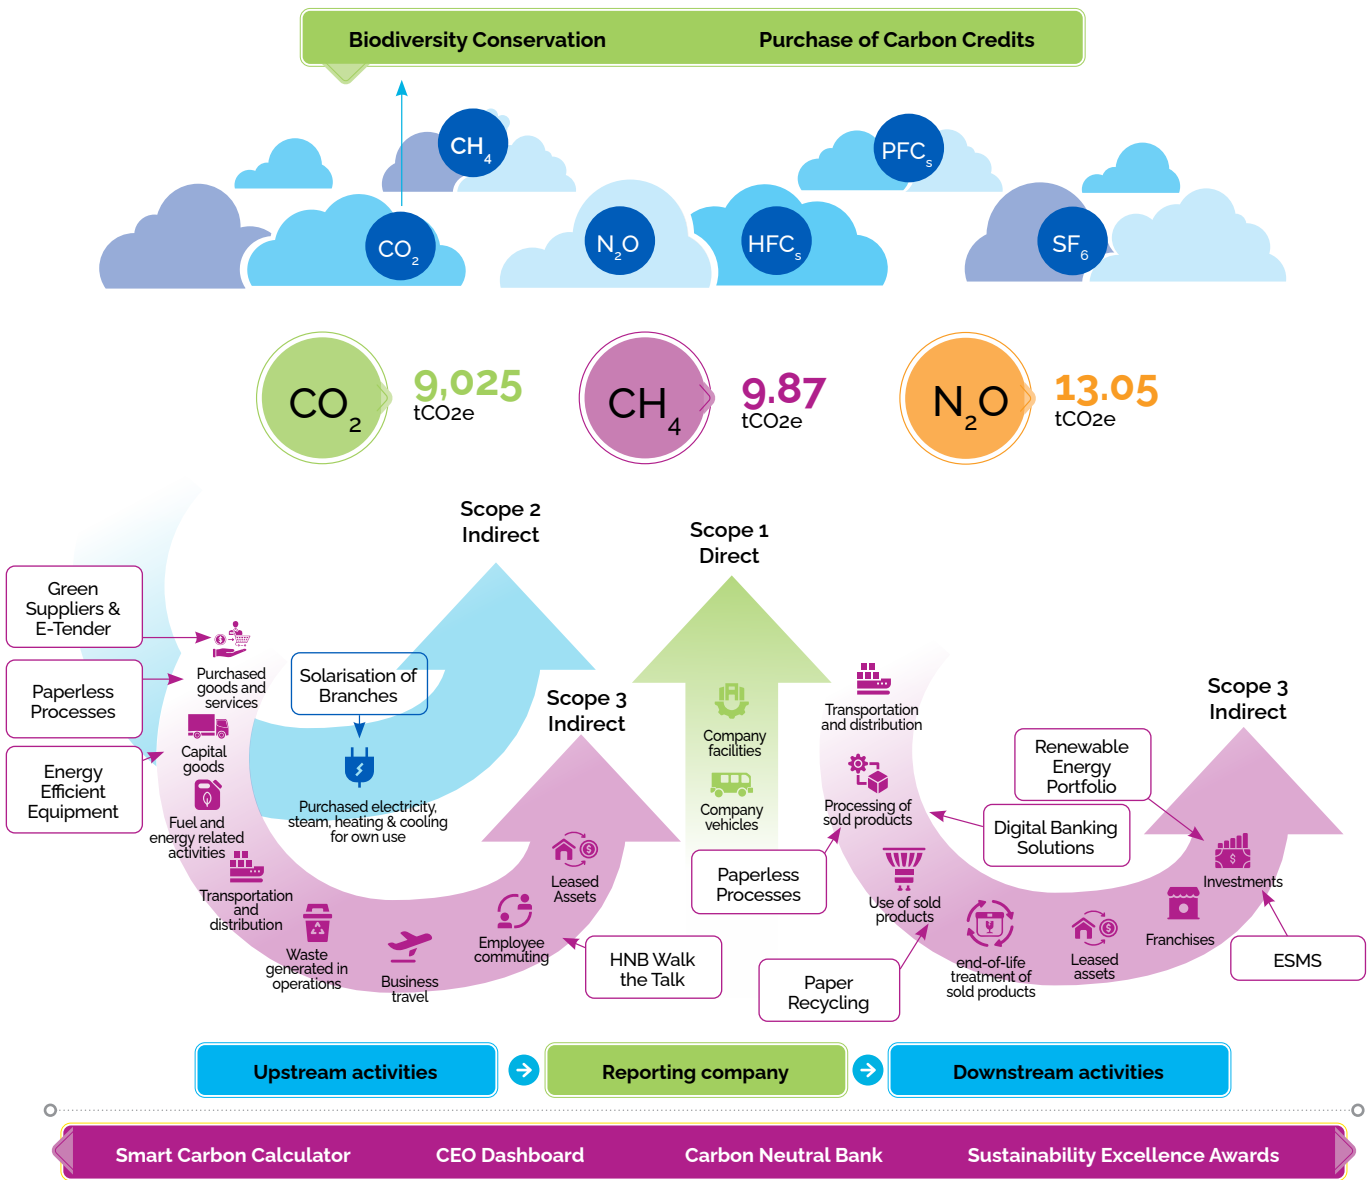 Biodiversity Conservation
Purchase of Carbon Credits
CH4
PFCs
CO2
N2O
HFCs
SF6
CO2
9,025
tCO2e
CH4
9.87
tCO2e
N2O
13.05
tCO2e
Scope 2
Indirect
Scope 1
Direct
Green
Suppliers &
E-Tender
Paperless
Processes
Energy
Efficient
Equipment
Purchased
goods and
services
Capital
goods
Fuel and
energy related
activities
Transportation
and
distribution
Waste
generated in
operations
Business
travel
Employee
commuting
Leased
Assets
Solarisation of
Branches
Purchased electricity,
steam, heating & cooling
for own use
Scope 3
Indirect
HNB Walk
the Talk
Company
facilities
Company
vehicles
Paperless
Processes
Paper
Recycling
Transportation
and distribution
Processing of
sold products
Use of sold
products
end-of-life
treatment of
sold products
Leased
assets
Franchises
Investments
Digital Banking
Solutions
Renewable
Energy
Portfolio
Scope 3
Indirect
ESMS
Upstream activities
Reporting company
Downstream activities
Smart Carbon Calculator
CEO Dashboard
Carbon Neutral Bank
Sustainability Excellence Awards